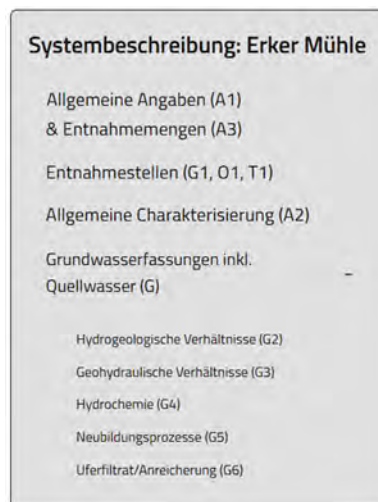 Systembeschreibung: Erker Mühle
Allgemeine Angaben (A1)
& Entnahmemengen (A3)
Entnahmestellen (G1, O1, T1)
Allgemeine Charakterisierung (A2)
Grundwasserfassungen inkl.
Quellwasser (G)
-
Hydrogeologische Verhältnisse (G2)
Geohydraulische Verhältnisse (G3)
Hydrochemie (G4)
Neubildungsprozesse (G5)
Uferfiltrat/Anreicherung (G6)